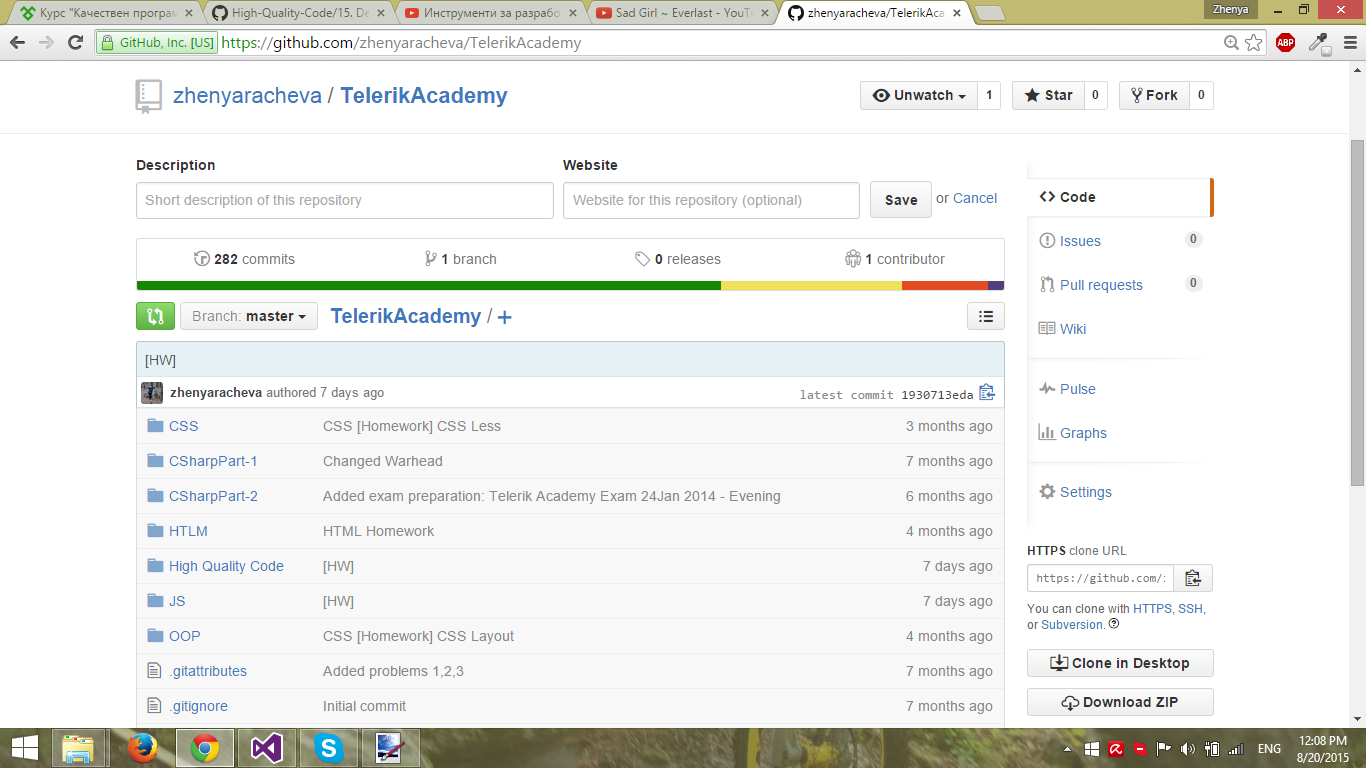 Курс "Качествен програм
High-Quality-Code/15. De
Инструменти за разрабо
Sad Girl ~ Everlast - YouTu
zhenyaracheva/TelerikAca
Zhenya
GitHub, Inc. [US]
https://github.com/zhenyaracheva/TelerikAcademy
ABP
zhenyaracheva / TelerikAcademy
Unwatch 1
Star 0
Fork 0
Description
Website
Short description of this repository
Website for this repository (optional)
Save or Cancel
282 commits
1 branch
0 releases
1 contributor
Branch: master
TelerikAcademy / +
[HW]
zhenyaracheva authored 7 days ago
latest commit 1930713eda
CSS CSS [Homework] CSS Less 3 months ago
CSharpPart-1 Changed Warhead 7 months ago
CSharpPart-2 Added exam preparation: Telerik Academy Exam 24Jan 2014 - Evening 6 months ago
HTLM HTML Homework 4 months ago
High Quality Code [HW] 7 days ago
JS [HW] 7 days ago
OOP CSS [Homework] CSS Layout 4 months ago
.gitattributes Added problems 1,2,3 7 months ago
.gitignore Initial commit 7 months ago
Code
Issues 0
Pull requests 0
Wiki
Pulse
Graphs
Settings
HTTPS clone URL
https://github.com/
You can clone with HTTPS, SSH,
or Subversion.
Clone in Desktop
Download ZIP
ENG
12:08 PM
8/20/2015